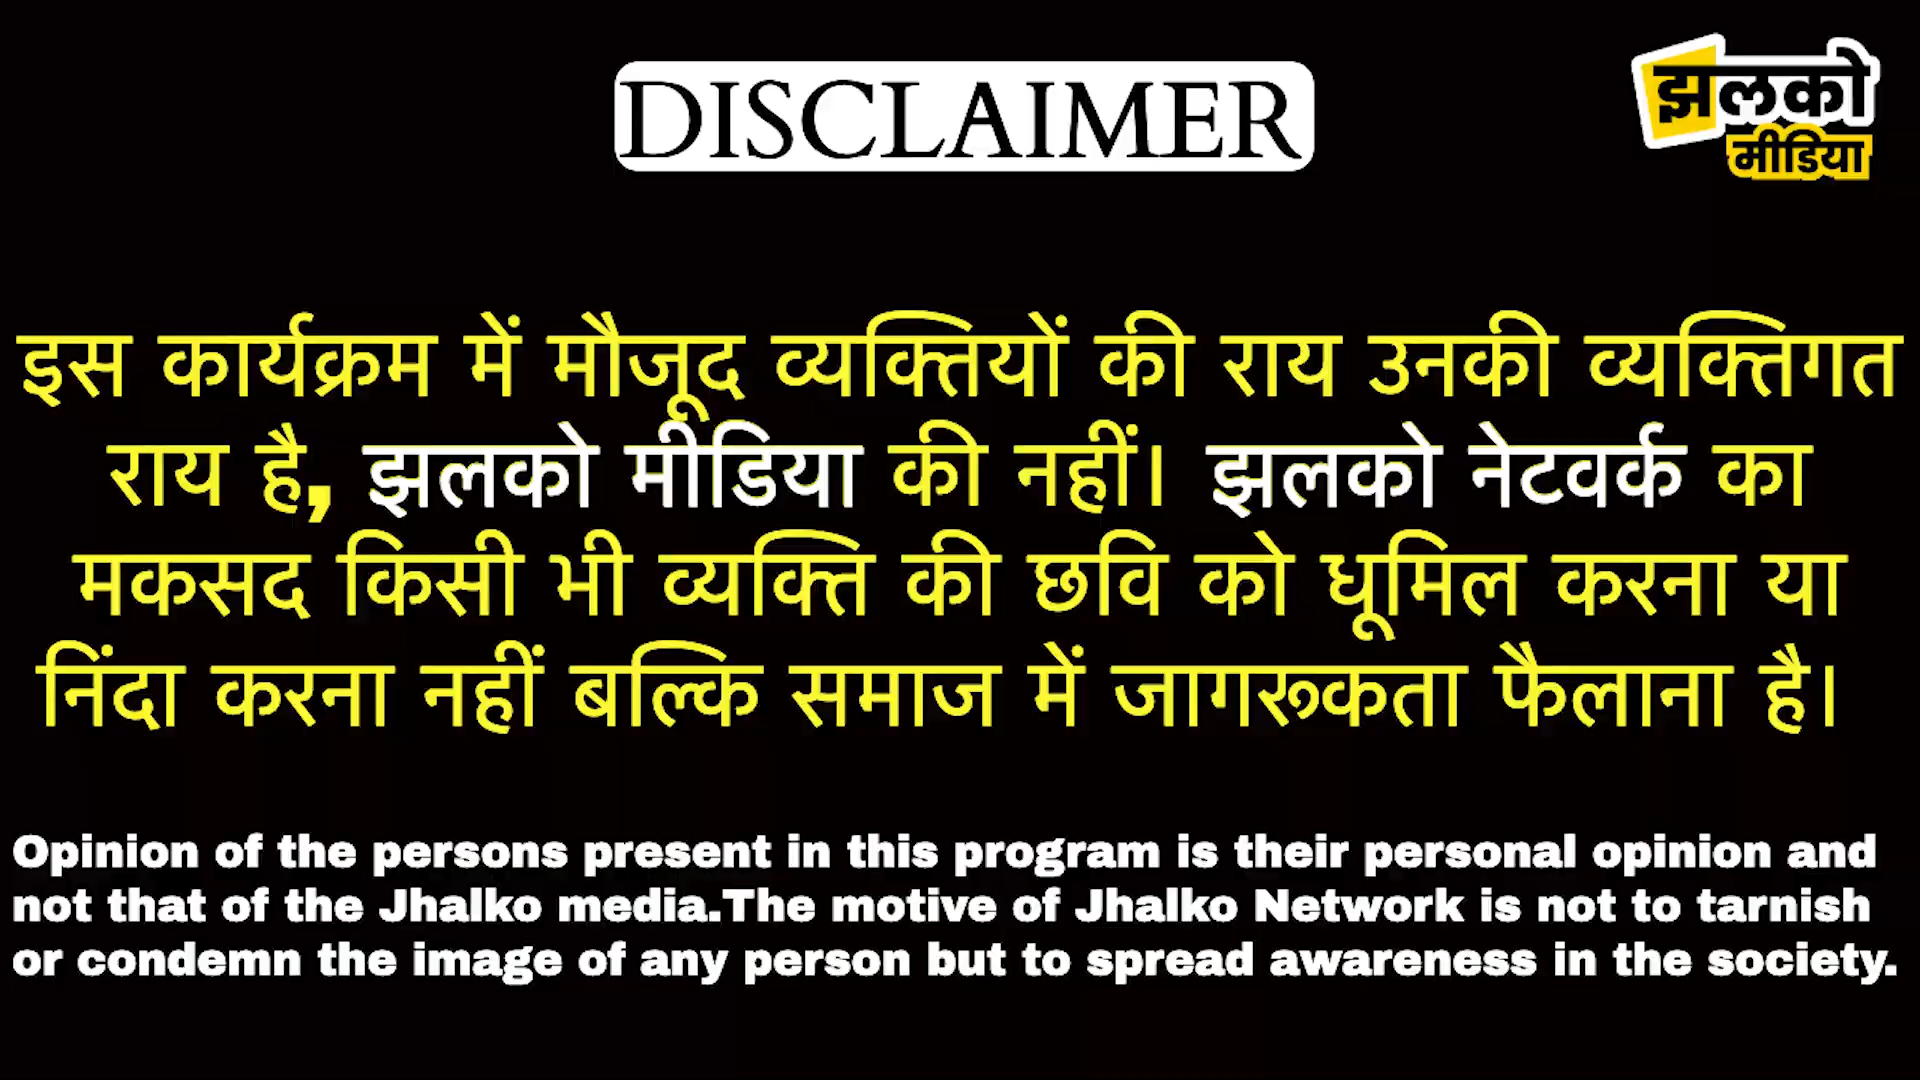 DISCLAIMER
झलको
मीडिया
इस कार्यक्रम में मौजूद व्यक्तियों की राय उनकी व्यक्तिगत
राय है, झलको मीडिया की नहीं। झलको नेटवर्क का
मकसद किसी भी व्यक्ति की छवि को धूमिल करना या
निंदा करना नहीं बल्कि समाज में जागरूकता फैलाना है।
Opinion of the persons present in this program is their personal opinion and
not that of the Jhalko media.The motive of Jhalko Network is not to tarnish
or condemn the image of any person but to spread awareness in the society.